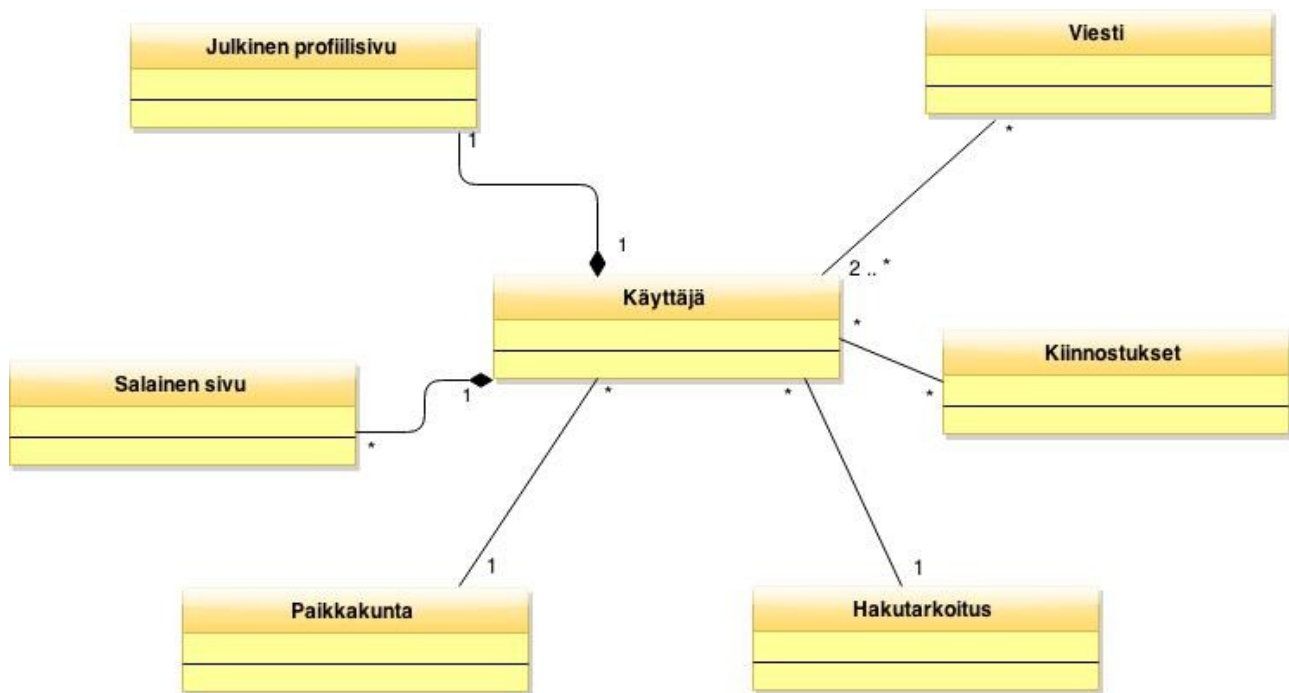 Julkinen profiilisivu
Viesti
1
*
1
2 .. *
Käyttäjä
*
Kiinnostukset
*
Salainen sivu
1
*
*
*
1
1
Paikkakunta
Hakutarkoitus